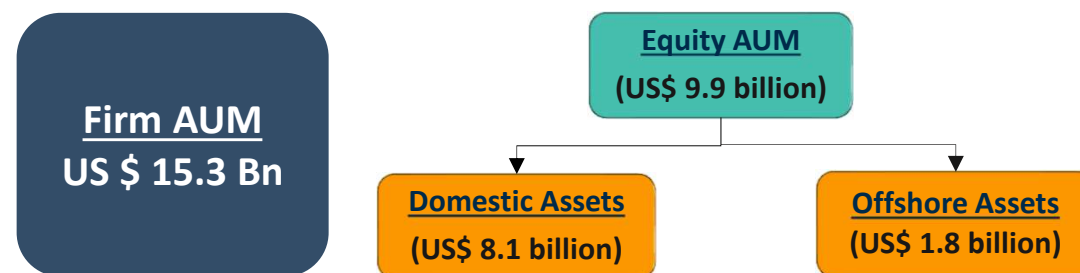 Firm AUM
US $ 15.3 Bn
Equity AUM
(US$ 9.9 billion)
Domestic Assets
(US$ 8.1 billion)
Offshore Assets
(US$ 1.8 billion)